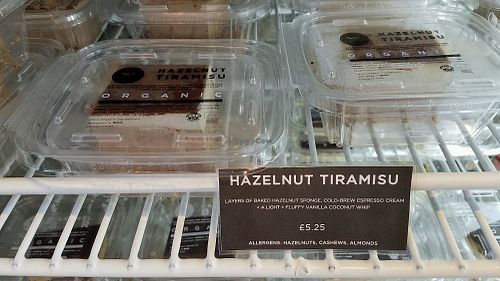 HAZELNUT
TIRAMISU
ORGANIC
HAZELNUT
TIRAMISU
ORGANIC
HAZELNUT TIRAMISU
LAYERS OF BAKED HAZELNUT SPONGE, COLD-BREW ESPRESSO CREAM
+ A LIGHT + FLUFFY VANILLA COCONUT WHIP
£5.25
ALLERGENS: HAZELNUTS, CASHEWS, ALMONDS